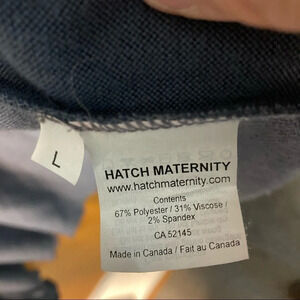 L
HATCH MATERNITY
www.hatchmaternity.com
Contents
67% Polyester / 31% Viscose /
2% Spandex
CA 52145
Made in Canada / Fait au Canada